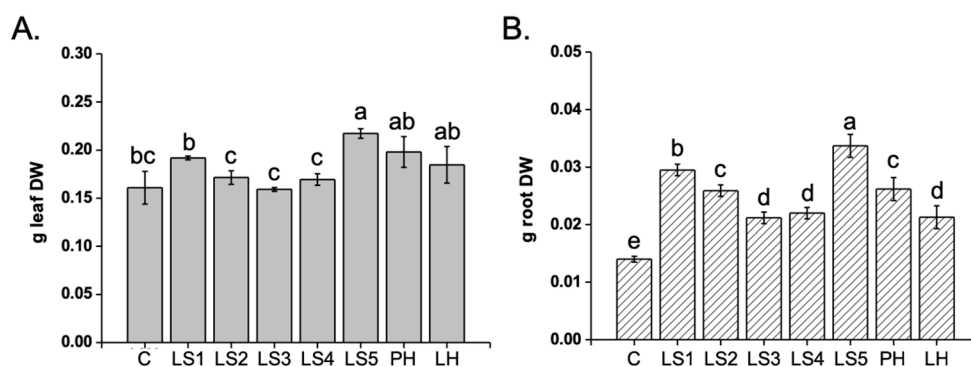 A.
B.
g leaf DW
0.30
0.25
0.20
0.15
0.10
0.05
0.00
bc
b
c
c
c
a
ab
ab
C LS1 LS2 LS3 LS4 LS5 PH LH
g root DW
0.05
0.04
0.03
0.02
0.01
0.00
e
b
c
d
d
a
c
d
C LS1 LS2 LS3 LS4 LS5 PH LH